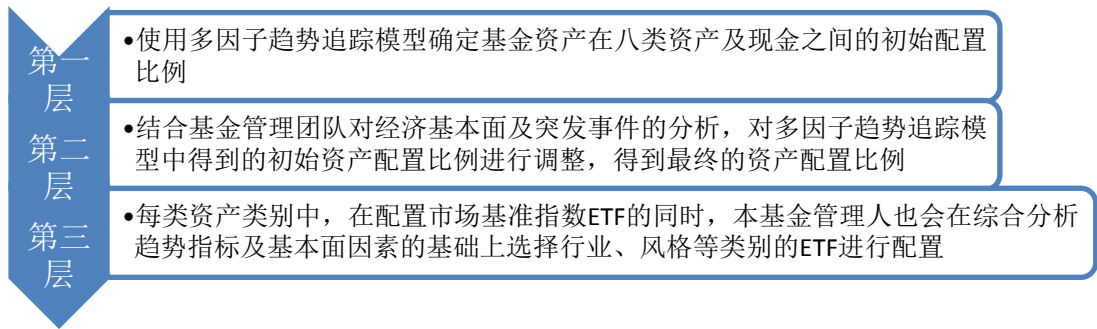 第一
层
•使用多因子趋势追踪模型确定基金资产在八类资产及现金之间的初始配置
比例
第二
层
•结合基金管理团队对经济基本面及突发事件的分析，对多因子趋势追踪模
型中得到的初始资产配置比例进行调整，得到最终的资产配置比例
第三
层
•每类资产类别中，在配置市场基准指数ETF的同时，本基金管理人也会在综合分析
趋势指标及基本面因素的基础上选择行业、风格等类别的ETF进行配置